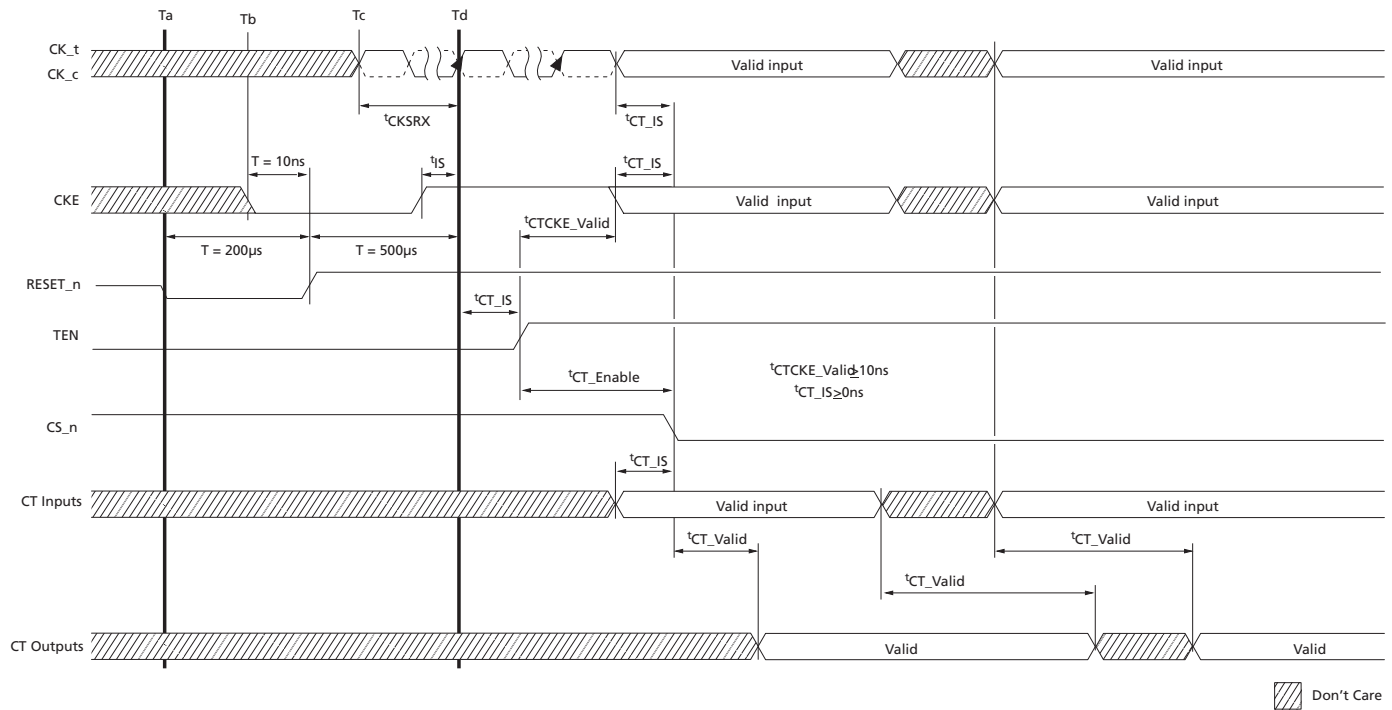 Ta Tb Tc Td
CK_t
CK_c
Valid input
Valid input
tCKSRX
tCT_IS
T = 10ns
tIS
tCT_IS
CKE
Valid input
Valid input
tCTCKE_Valid
T = 200µs
T = 500µs
RESET_n
tCT_IS
TEN
tCT_Enable
tCTCKE_Valid≥10ns
tCT_IS≥0ns
CS_n
tCT_IS
CT Inputs
Valid input
Valid input
tCT_Valid
tCT_Valid
tCT_Valid
CT Outputs
Valid
Valid
Don't Care